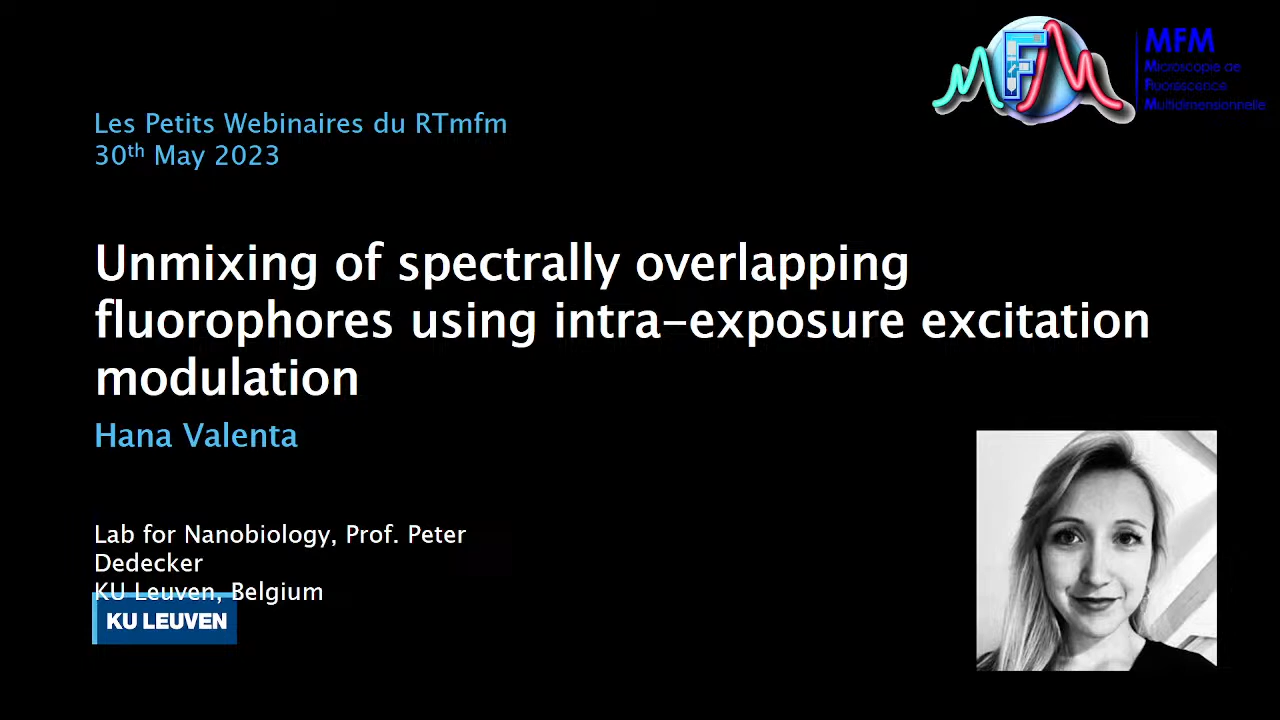 MFM
Microscopie de
Fluorescence
Multidimensionnelle
Les Petits Webinaires du RTmfm
30th May 2023
Unmixing of spectrally overlapping
fluorophores using intra-exposure excitation
modulation
Hana Valenta
Lab for Nanobiology, Prof. Peter
Dedecker
KU Leuven, Belgium
KU LEUVEN